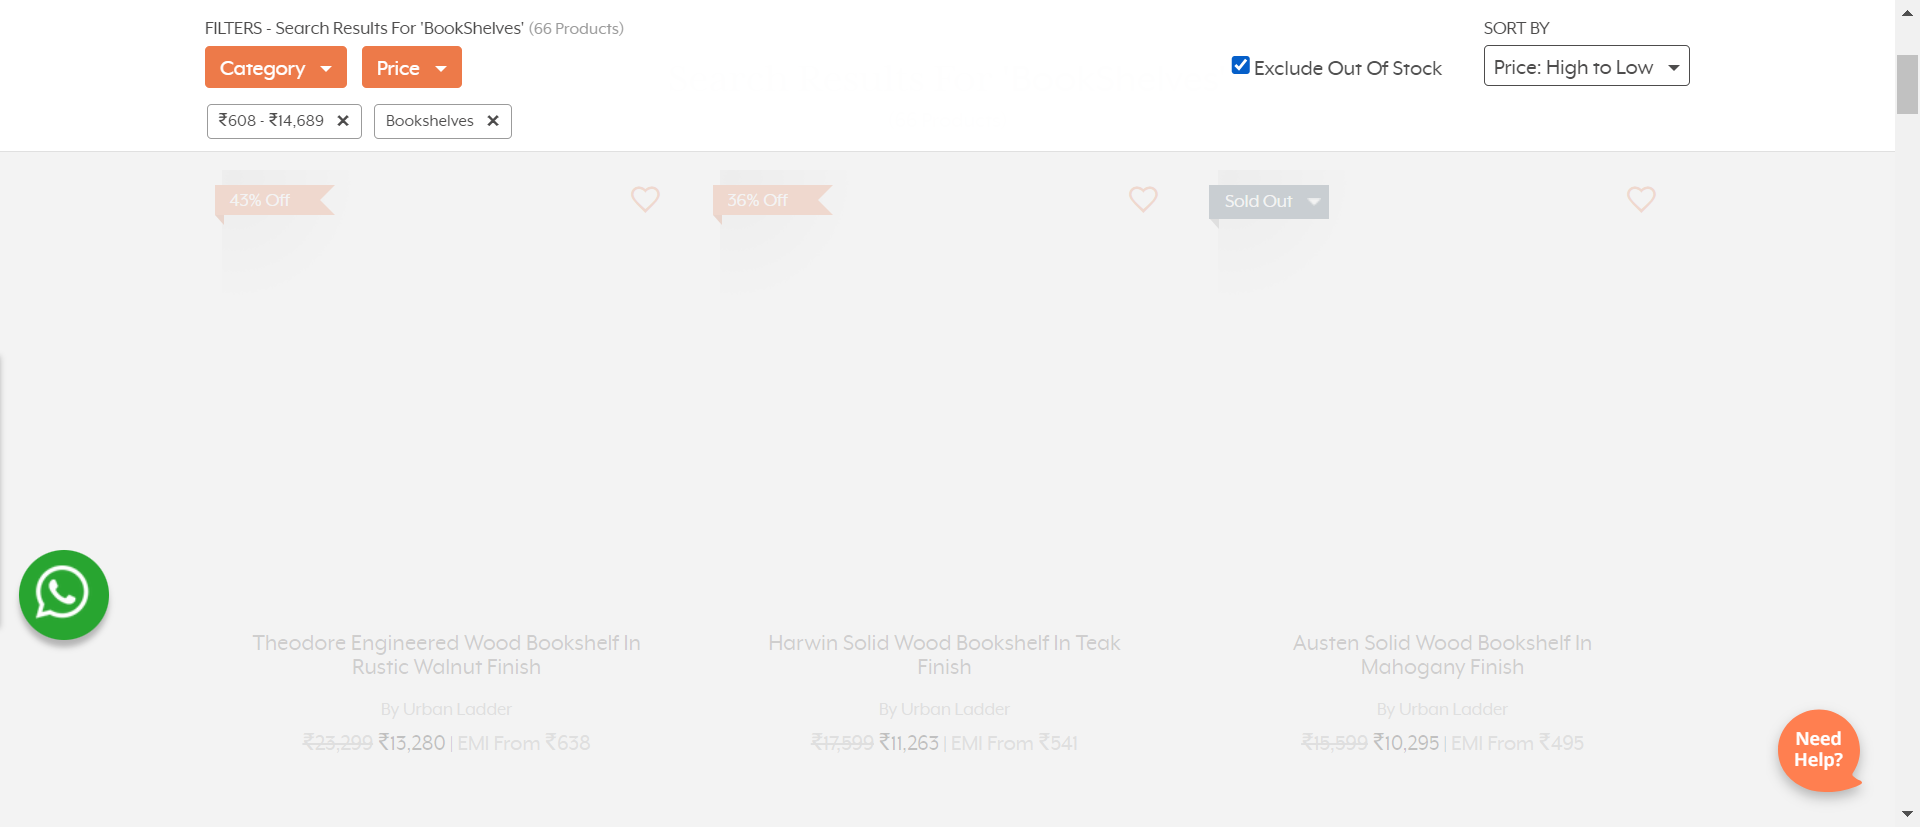 FILTERS - Search Results For 'BookShelves' (66 Products)
SORT BY
Category
Price
Exclude Out Of Stock
Price: High to Low
₹608 - ₹14,689 ✕
Bookshelves ✕
43% Off
36% Off
Sold Out
Theodore Engineered Wood Bookshelf In
Rustic Walnut Finish
By Urban Ladder
₹23,299 ₹13,280 | EMI From ₹638
Harwin Solid Wood Bookshelf In Teak
Finish
By Urban Ladder
₹17,599 ₹11,263 | EMI From ₹541
Austen Solid Wood Bookshelf In
Mahogany Finish
By Urban Ladder
₹15,599 ₹10,295 | EMI From ₹495
Need
Help?